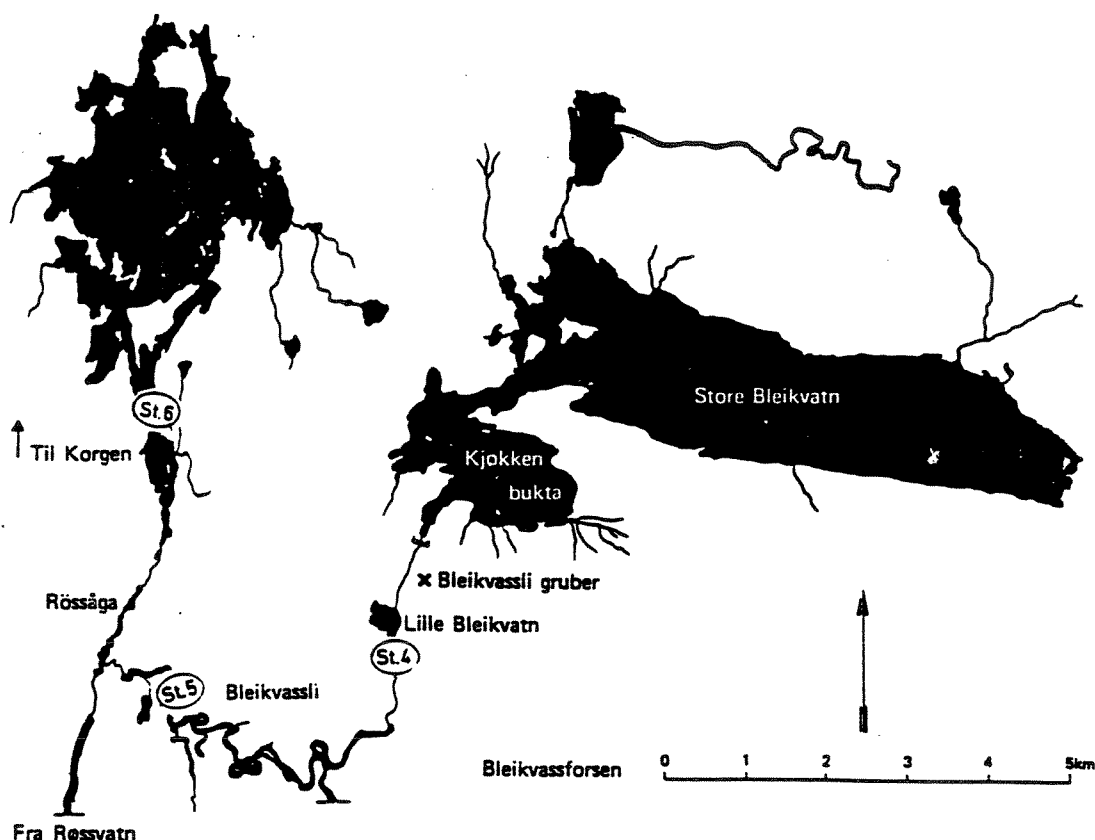 Store Bleikvatn
St.6
Til Korgen
Kjøkken
bukta
x
x Bleikvassli gruber
Rössåga
Lille Bleikvatn
St.4
St.5
Bleikvassli
Bleikvassforsen
0 1 2 3 4 5km
Fra Røssvatn